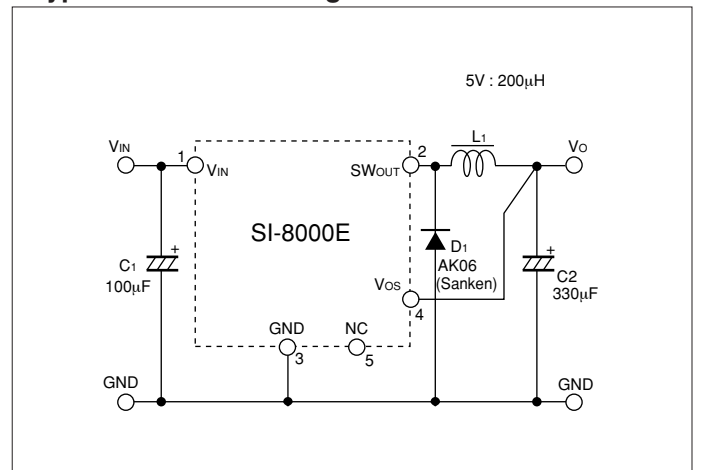 5V : 200µH
L1
VIN
1
VIN
2
SWOUT
VO
SI-8000E
+
C1
100µF
D1
AK06
(Sanken)
+
C2
330µF
VOS
4
GND
3
NC
5
GND
GND